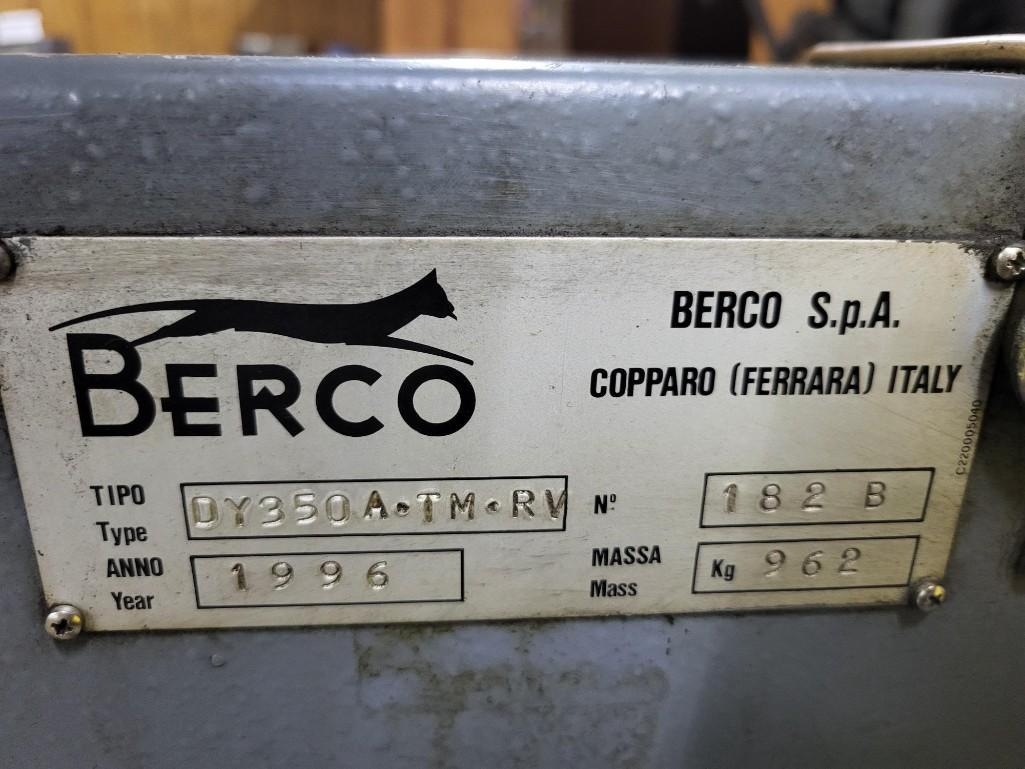 BERCO
BERCO S.p.A.
COPPARO (FERRARA) ITALY
C220005040
TIPO
Type
DY350A•TM•RV
Nº
182 B
ANNO
Year
1996
MASSA
Mass
Kg 962